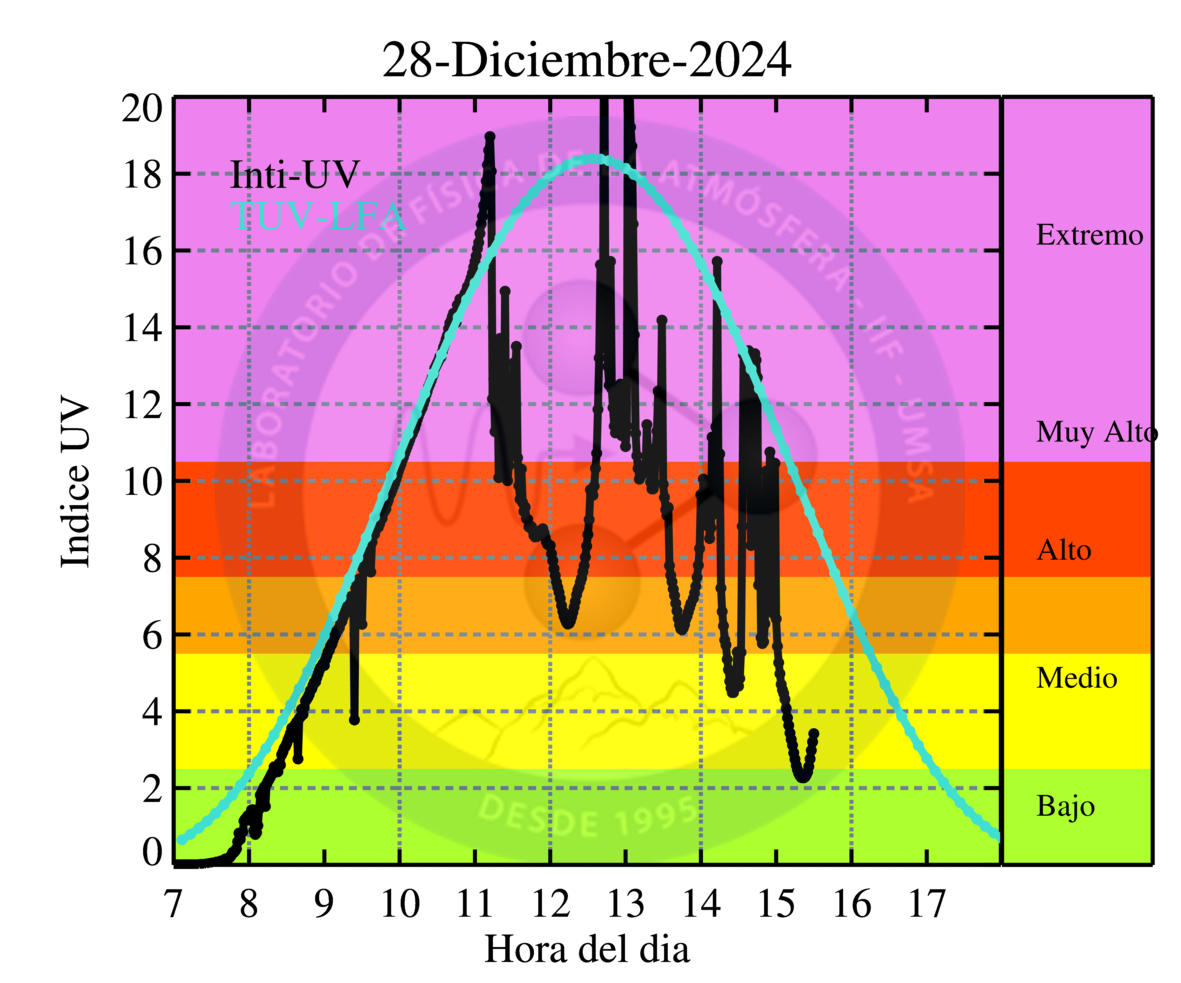 28-Diciembre-2024
Indice UV
20
18
16
14
12
10
8
6
4
2
0
Inti-UV
TUV-LFA
LABORATORIO DE FÍSICA DE LA ATMÓSFERA - IIF - UMSA
DESDE 1995
Extremo
Muy Alto
Alto
Medio
Bajo
7 8 9 10 11 12 13 14 15 16 17
Hora del dia